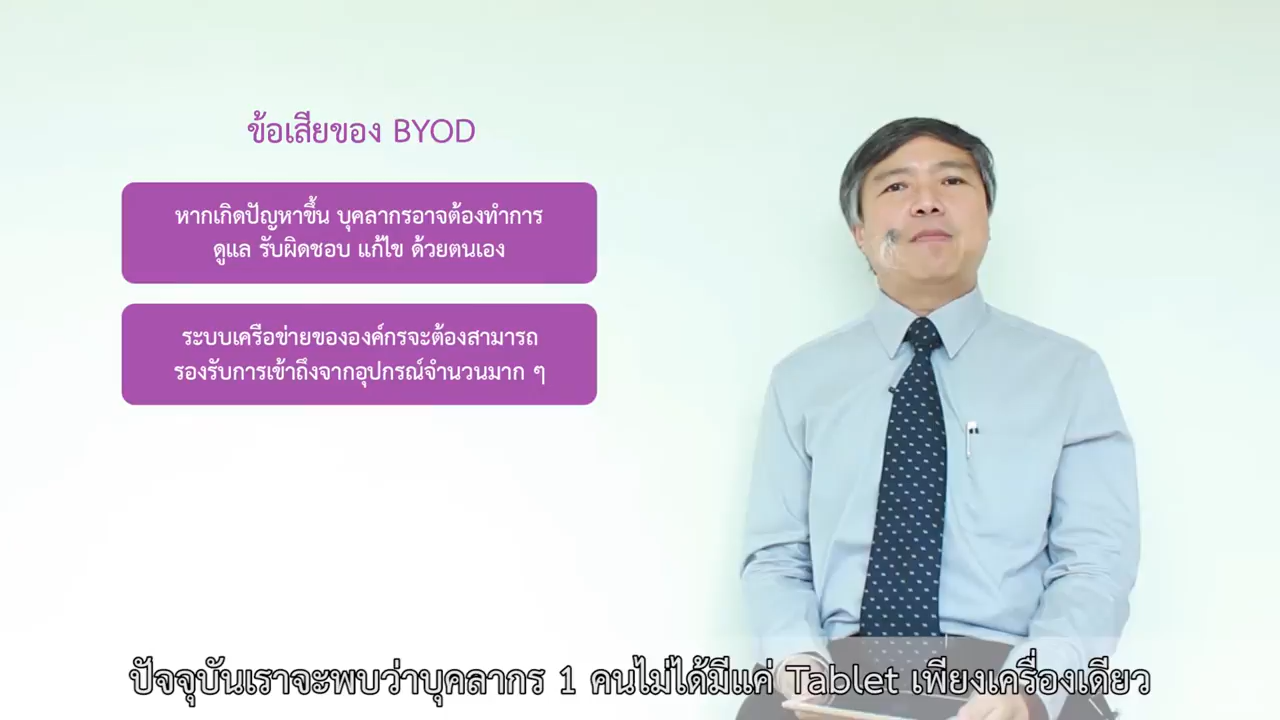 ข้อเสียของ BYOD
หากเกิดปัญหาขึ้น บุคลากรอาจต้องทำการ
ดูแล รับผิดชอบ แก้ไข ด้วยตนเอง
ระบบเครือข่ายขององค์กรจะต้องสามารถ
รองรับการเข้าถึงจากอุปกรณ์จำนวนมาก ๆ
ปัจจุบันเราจะพบว่าบุคลากร 1 คนไม่ได้มีแค่ Tablet เพียงเครื่องเดียว